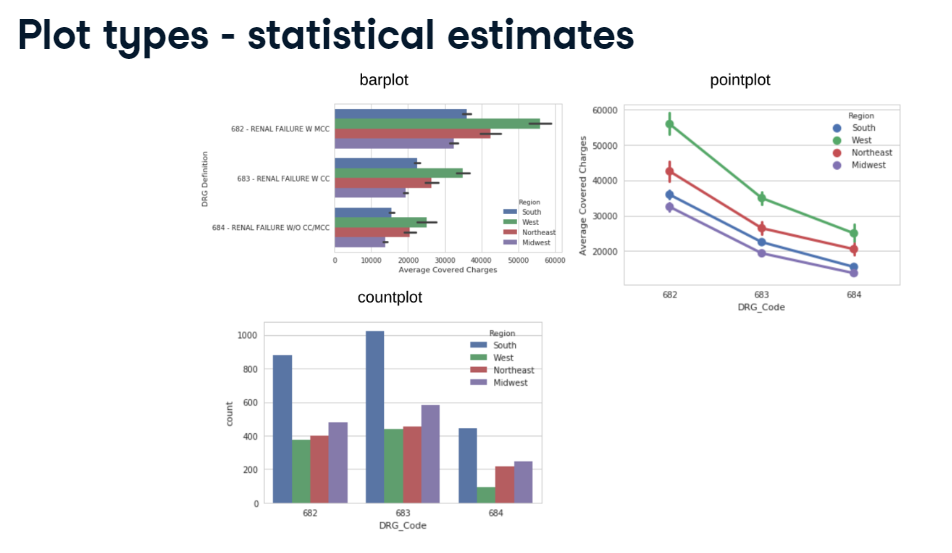 Plot types - statistical estimates
barplot
682 - RENAL FAILURE W MCC
683 - RENAL FAILURE W CC
684 - RENAL FAILURE W/O CC/MCC
DRG Definition
Region
South
West
Northeast
Midwest
0 10000 20000 30000 40000 50000 60000
Average Covered Charges
pointplot
60000
50000
40000
30000
20000
Average Covered Charges
Region
South
West
Northeast
Midwest
682 683 684
DRG_Code
countplot
1000
800
600
400
200
0
count
Region
South
West
Northeast
Midwest
682 683 684
DRG_Code